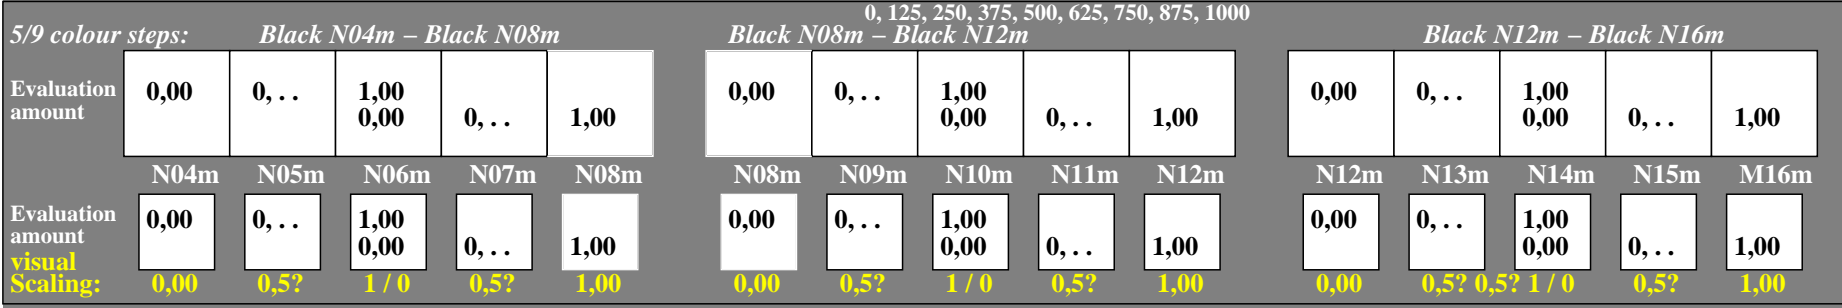 0, 125, 250, 375, 500, 625, 750, 875, 1000
5/9 colour steps: Black N04m – Black N08m Black N08m – Black N12m Black N12m – Black N16m
Evaluation 0,00 0, . . 1,00 0,00 0, . . 1,00 0,00 0, . . 1,00
amount 0,00 0, . . 1,00 0,00 0, . . 1,00 0,00 0, . . 1,00
N04m N05m N06m N07m N08m N08m N09m N10m N11m N12m N12m N13m N14m N15m M16m
Evaluation 0,00 0, . . 1,00 0,00 0, . . 1,00 0,00 0, . . 1,00
amount 0,00 0, . . 1,00 0,00 0, . . 1,00 0,00 0, . . 1,00
visual
Scaling: 0,00 0,5? 1 / 0 0,5? 1,00 0,00 0,5? 1 / 0 0,5? 1,00 0,00 0,5? 0,5? 1 / 0 0,5? 1,00